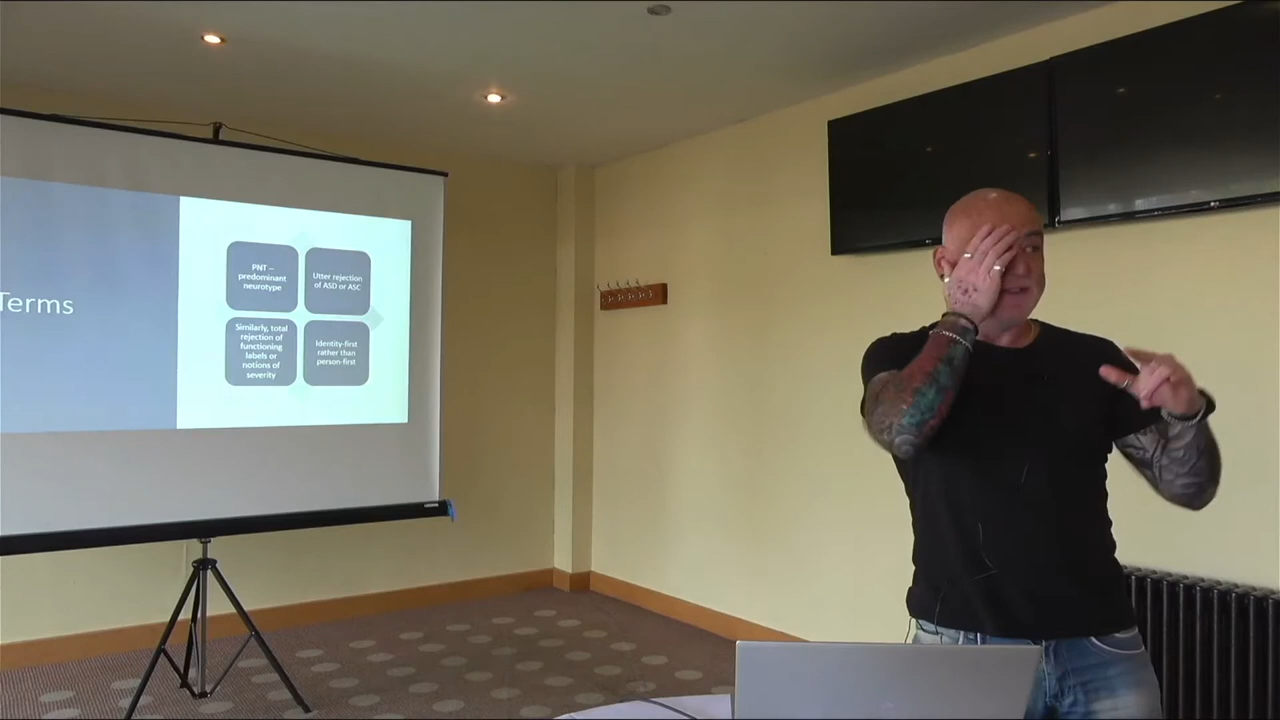 Terms
PNT –
predominant
neurotype
Utter rejection
of ASD or ASC
Similarly, total
rejection of
functioning
labels or
notions of
severity
Identity-first
rather than
person-first